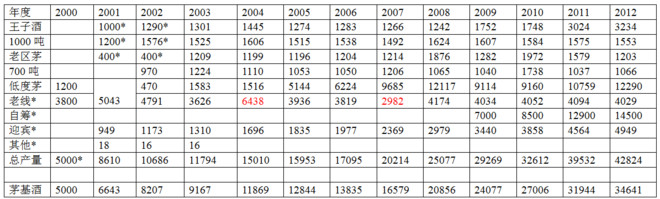 年度 2000 2001 2002 2003 2004 2005 2006 2007 2008 2009 2010 2011 2012
王子酒 1000* 1290* 1301 1445 1274 1283 1266 1242 1752 1748 3024 3234
1000 吨 1200* 1576* 1525 1606 1515 1538 1492 1624 1607 1584 1575 1553
老区茅 400* 400* 1209 1199 1196 1204 1214 1876 1282 1972 1579 1203
700 吨 970 1224 1110 1053 1050 1206 1065 1040 1738 1037 1066
低度茅 1200 470 1583 1516 5144 6224 9685 12117 9114 9160 10759 12290
老线* 3800 5043 4791 3626 6438 3936 3819 2982 4174 4034 4052 4094 4029
自筹* 7000 8500 12900 14500
迎宾* 949 1173 1310 1696 1835 1977 2369 2979 3440 3858 4564 4949
其他* 18 16 16
总产量 5000* 8610 10686 11794 15010 15953 17095 20214 25077 29269 32612 39532 42824
茅基酒 5000 6643 8207 9167 11869 12844 13835 16579 20856 24077 27006 31944 34641